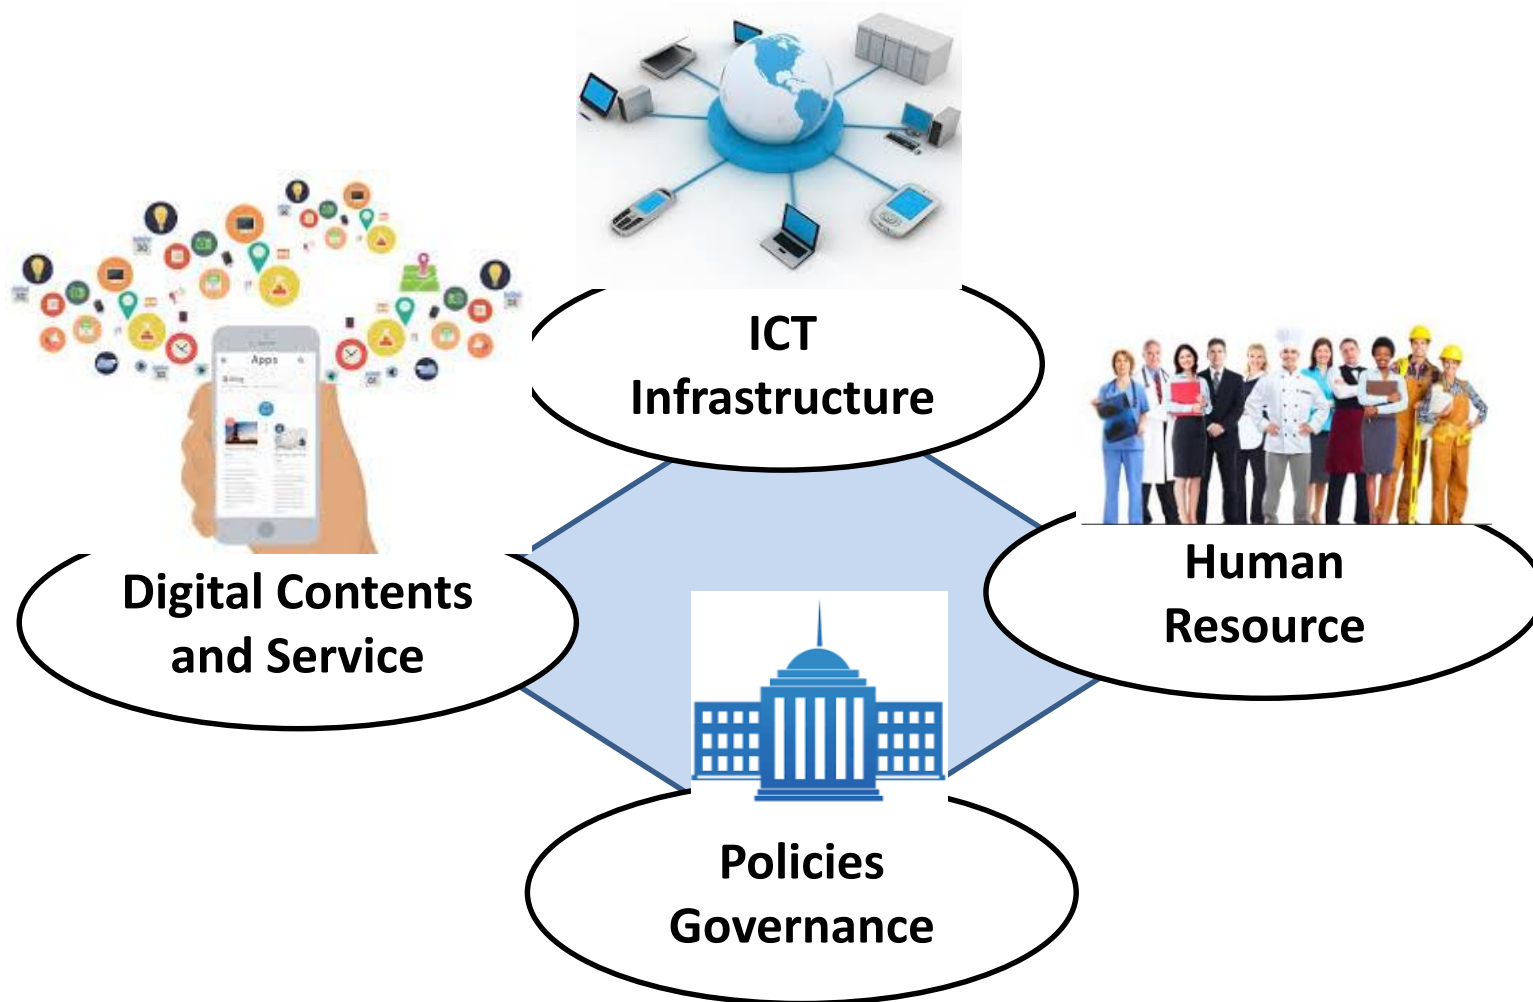 ICT
Infrastructure
Apps
Digital Contents
and Service
Human
Resource
Policies
Governance